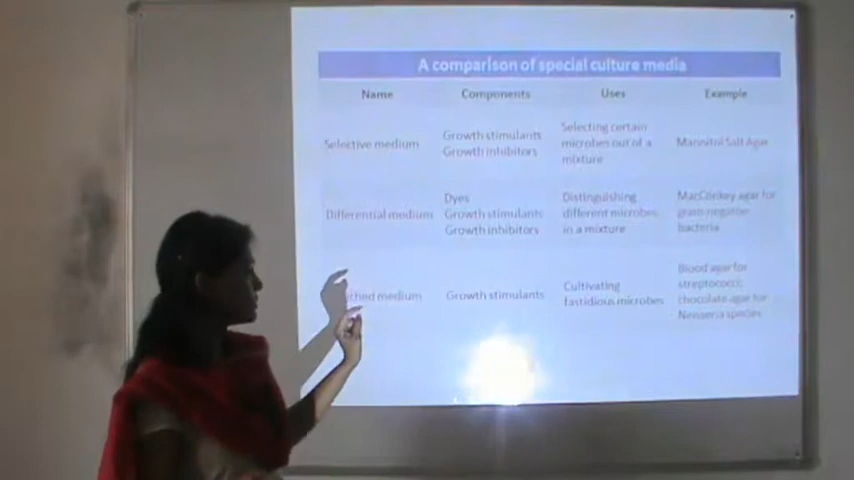 A comparison of special culture media
Name Components Uses Example
Selective medium
Growth stimulants
Growth inhibitors
Selecting certain
microbes out of a
mixture
Mannitol Salt Agar
Differential medium
Dyes
Growth stimulants
Growth inhibitors
Distinguishing
different microbes
in a mixture
MacConkey agar for
gram-negative
bacteria
medium
Growth stimulants
Cultivating
fastidious microbes
Blood agar for
streptococci;
chocolate agar for
Neisseria species